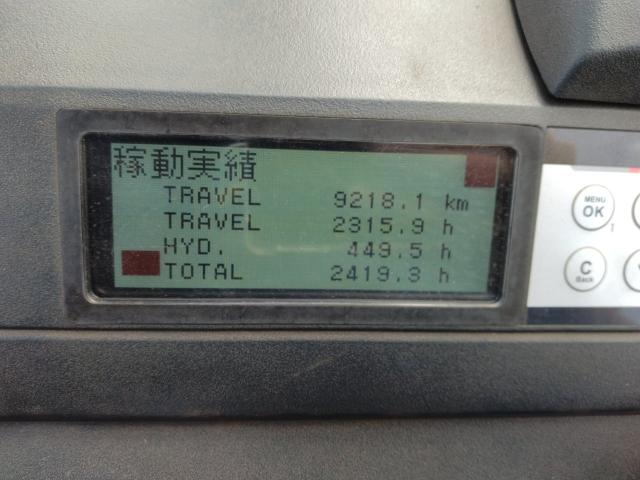 稼動実績
TRAVEL 9218.1 km
TRAVEL 2315.9 h
HYD. 449.5 h
TOTAL 2419.3 h
MENU
OK
C
Back